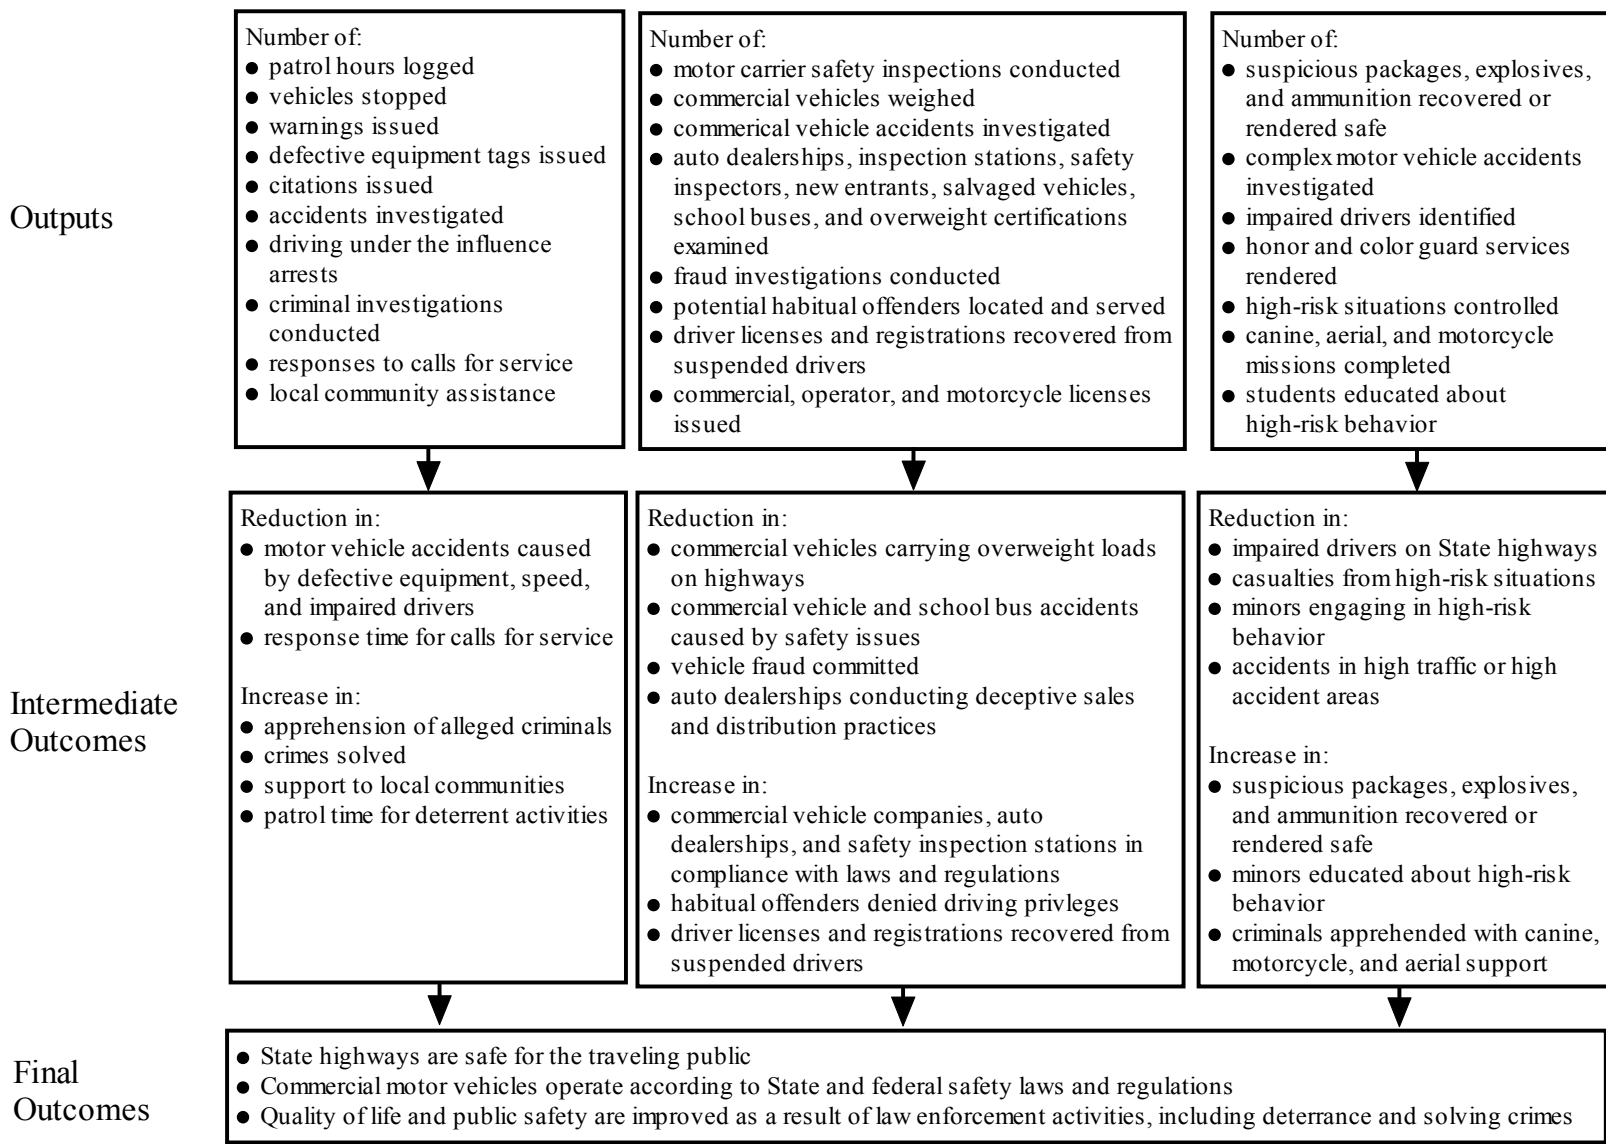 Outputs
Number of:
● patrol hours logged
● vehicles stopped
● warnings issued
● defective equipment tags issued
● citations issued
● accidents investigated
● driving under the influence
arrests
● criminal investigations
conducted
● responses to calls for service
● local community assistance
Number of:
● motor carrier safety inspections conducted
● commercial vehicles weighed
● commerical vehicle accidents investigated
● auto dealerships, inspection stations, safety
inspectors, new entrants, salvaged vehicles,
school buses, and overweight certifications
examined
● fraud investigations conducted
● potential habitual offenders located and served
● driver licenses and registrations recovered from
suspended drivers
● commercial, operator, and motorcycle licenses
issued
Number of:
● suspicious packages, explosives,
and ammunition recovered or
rendered safe
● complex motor vehicle accidents
investigated
● impaired drivers identified
● honor and color guard services
rendered
● high-risk situations controlled
● canine, aerial, and motorcycle
missions completed
● students educated about
high-risk behavior
Intermediate
Outcomes
Reduction in:
● motor vehicle accidents caused
by defective equipment, speed,
and impaired drivers
● response time for calls for service
Increase in:
● apprehension of alleged criminals
● crimes solved
● support to local communities
● patrol time for deterrent activities
Reduction in:
● commercial vehicles carrying overweight loads
on highways
● commercial vehicle and school bus accidents
caused by safety issues
● vehicle fraud committed
● auto dealerships conducting deceptive sales
and distribution practices
Increase in:
● commercial vehicle companies, auto
dealerships, and safety inspection stations in
compliance with laws and regulations
● habitual offenders denied driving privleges
● driver licenses and registrations recovered from
suspended drivers
Reduction in:
● impaired drivers on State highways
● casualties from high-risk situations
● minors engaging in high-risk
behavior
● accidents in high traffic or high
accident areas
Increase in:
● suspicious packages, explosives,
and ammunition recovered or
rendered safe
● minors educated about high-risk
behavior
● criminals apprehended with canine,
motorcycle, and aerial support
Final
Outcomes
● State highways are safe for the traveling public
● Commercial motor vehicles operate according to State and federal safety laws and regulations
● Quality of life and public safety are improved as a result of law enforcement activities, including deterrance and solving crimes